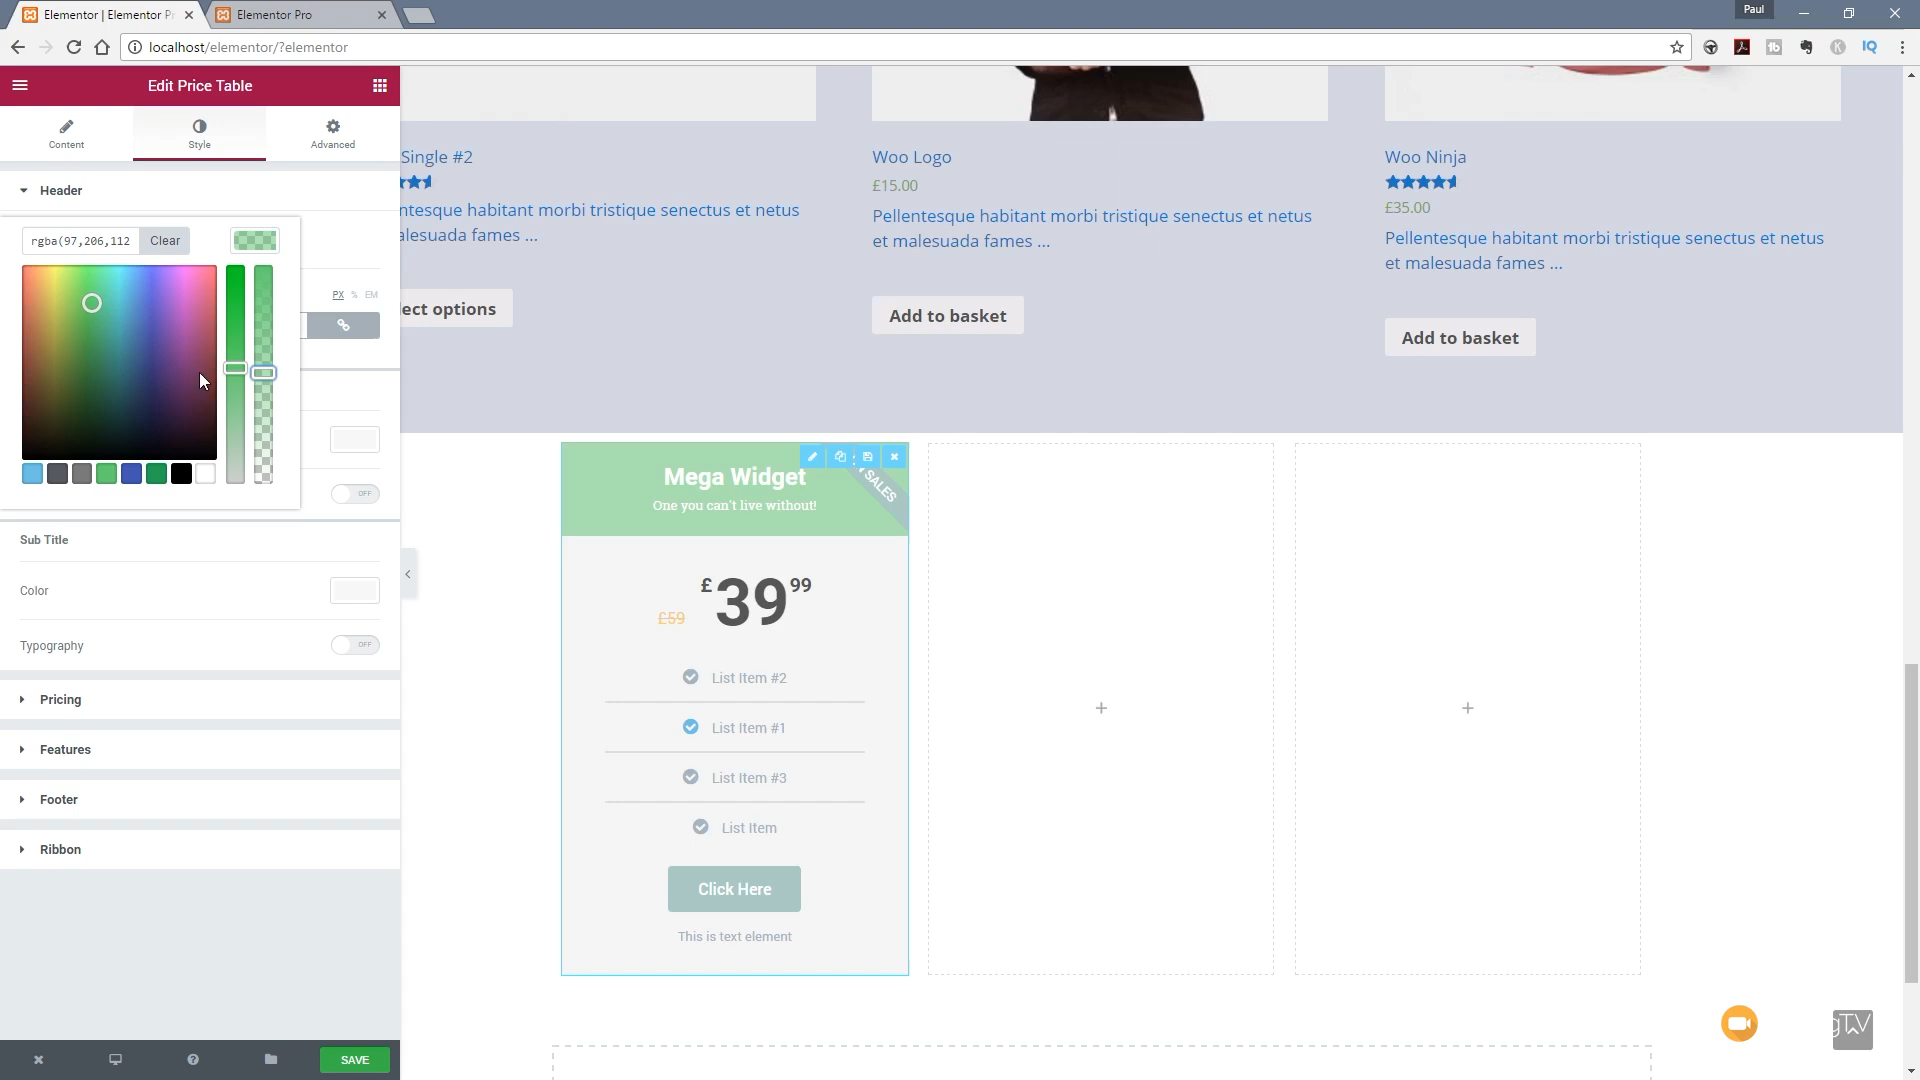 Elementor | Elementor P
Elementor Pro
Paul
localhost/elementor/?elementor
Edit Price Table
Content
Style
Advanced
Header
rgba(97,206,112
Clear
PX % EM
OFF
Sub Title
Color
Typography
OFF
Pricing
Features
Footer
Ribbon
SAVE
Single #2
ntesque habitant morbi tristique senectus et netus
alesuada fames ...
lect options
Woo Logo
£15.00
Pellentesque habitant morbi tristique senectus et netus
et malesuada fames ...
Add to basket
Woo Ninja
£35.00
Pellentesque habitant morbi tristique senectus et netus
et malesuada fames ...
Add to basket
Mega Widget
One you can't live without!
SALES
£59
£39 99
List Item #2
List Item #1
List Item #3
List Item
Click Here
This is text element
gTV